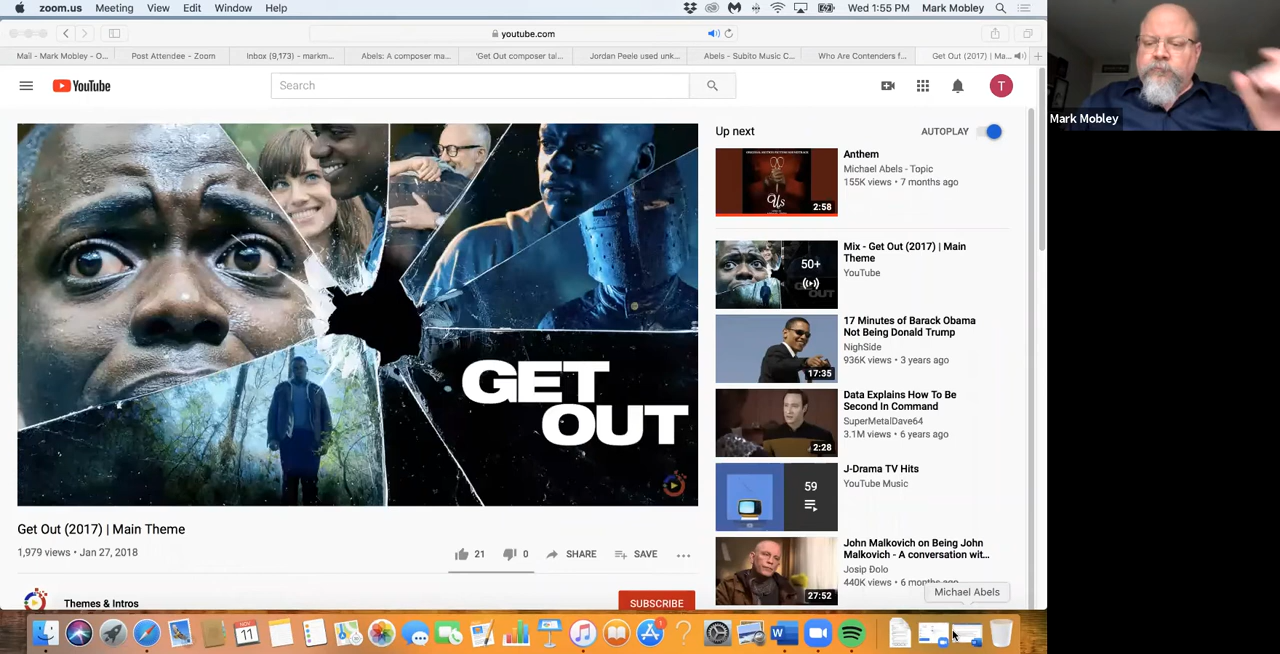 zoom.us Meeting View Edit Window Help Wed 1:55 PM Mark Mobley
youtube.com
Mail - Mark Mobley - O... Post Attendee - Zoom Inbox (9,173) - markm... Abels: A composer ma... 'Get Out composer tal... Jordan Peele used unk... Abels - Subito Music C... Who Are Contenders f... Get Out (2017) | Ma...
YouTube
Search
T
Mark Mobley
GET
OUT
Get Out (2017) | Main Theme
1,979 views • Jan 27, 2018
21 0 SHARE SAVE
Themes & Intros
SUBSCRIBE
Up next
AUTOPLAY
Us
2:58
Anthem
Michael Abels - Topic
155K views • 7 months ago
50+
OUT
Mix - Get Out (2017) | Main
Theme
YouTube
17:35
17 Minutes of Barack Obama
Not Being Donald Trump
NighSide
936K views • 3 years ago
2:28
Data Explains How To Be
Second In Command
SuperMetalDave64
3.1M views • 6 years ago
59
J-Drama TV Hits
YouTube Music
27:52
John Malkovich on Being John
Malkovich - A conversation wit...
Josip Đolo
440K views • 6 months ago
Michael Abels
NOV
11
1
W